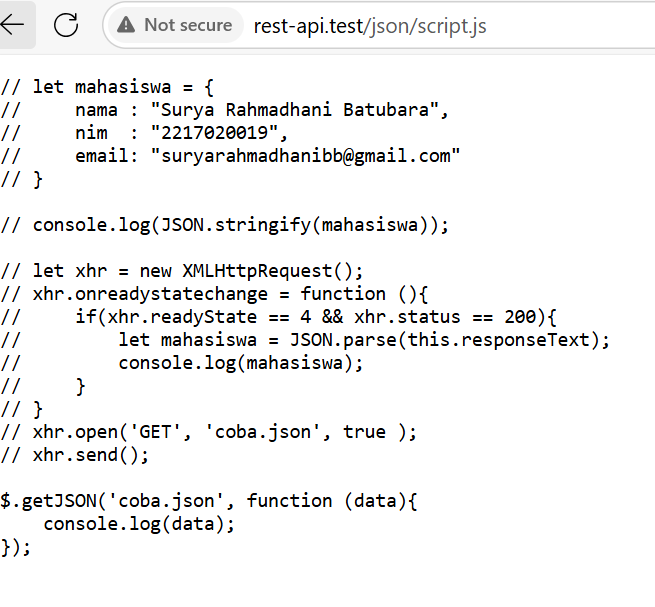 Not secure rest-api.test/json/script.js
// let mahasiswa = {
//     nama : "Surya Rahmadhani Batubara",
//     nim  : "2217020019",
//     email: "suryarahmadhanibb@gmail.com"
// }
// console.log(JSON.stringify(mahasiswa));
// let xhr = new XMLHttpRequest();
// xhr.onreadystatechange = function (){
//     if(xhr.readyState == 4 && xhr.status == 200){
//         let mahasiswa = JSON.parse(this.responseText);
//         console.log(mahasiswa);
//     }
// }
// xhr.open('GET', 'coba.json', true );
// xhr.send();
$.getJSON('coba.json', function (data){
    console.log(data);
});